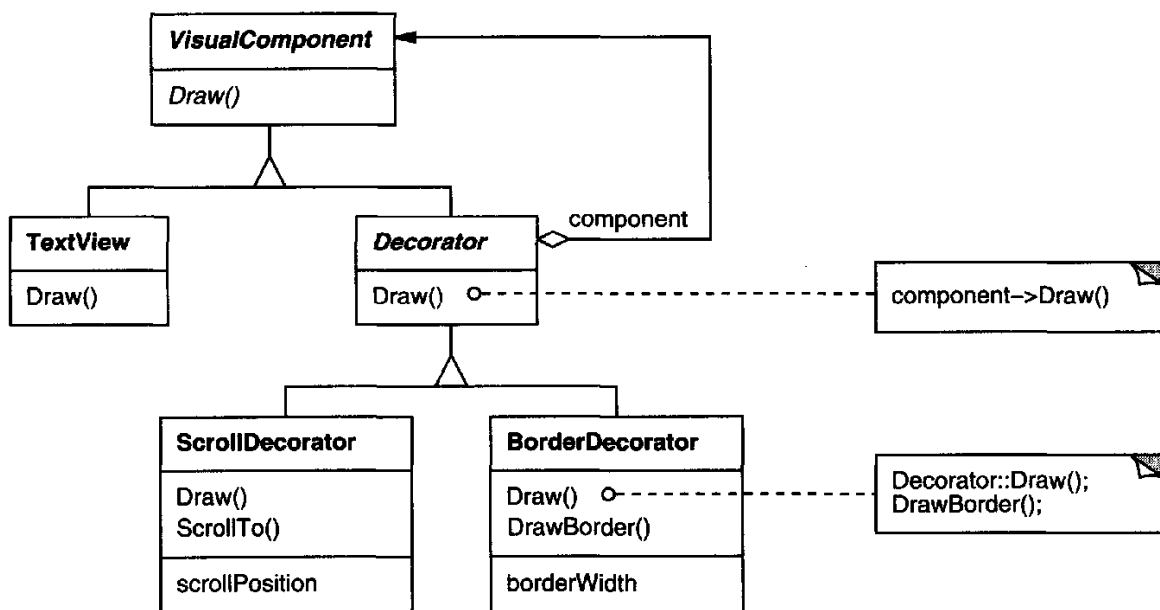 VisualComponent
Draw()
component
TextView
Draw()
Decorator
Draw()
component–>Draw()
ScrollDecorator
Draw()
ScrollTo()
scrollPosition
BorderDecorator
Draw()
DrawBorder()
borderWidth
Decorator::Draw();
DrawBorder();